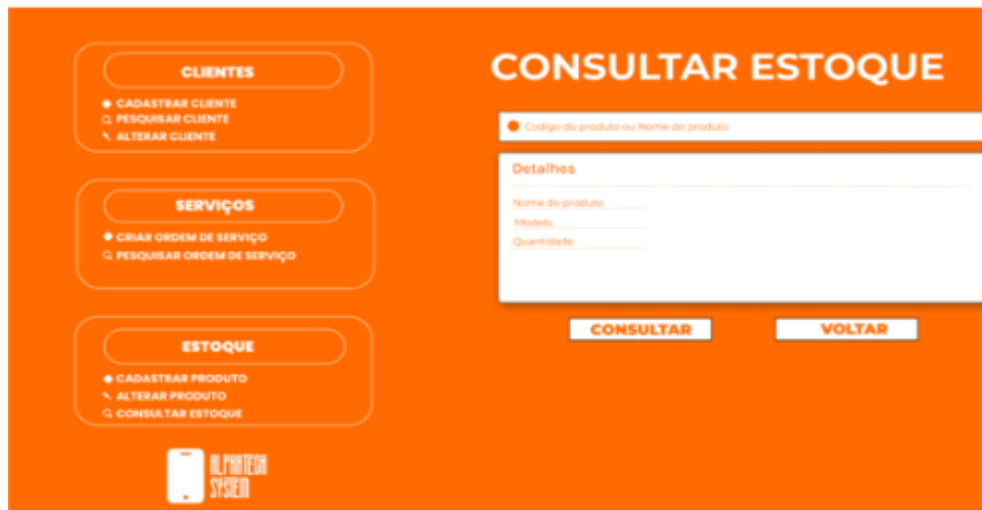 CLIENTES
CADASTRAR CLIENTE
PESQUISAR CLIENTE
ALTERAR CLIENTE
SERVIÇOS
CRIAR ORDEM DE SERVIÇO
PESQUISAR ORDEM DE SERVIÇO
ESTOQUE
CADASTRAR PRODUTO
ALTERAR PRODUTO
CONSULTAR ESTOQUE
ALPHATECH
SYSTEM
CONSULTAR ESTOQUE
Codigo do produto ou Nome do produto
Detalhes
Nome do produto
Modelo
Quantidade
CONSULTAR
VOLTAR